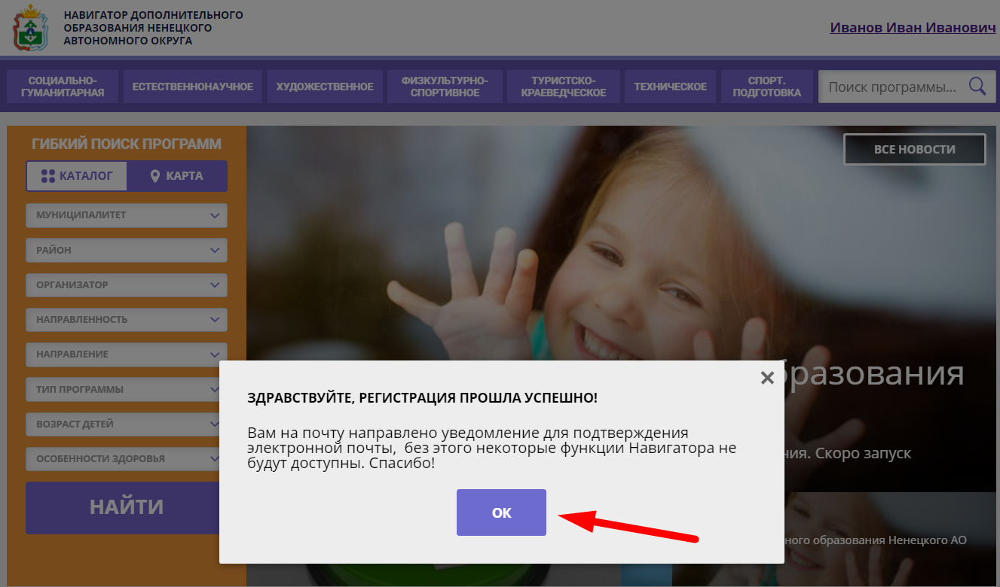 НАВИГАТОР ДОПОЛНИТЕЛЬНОГО
ОБРАЗОВАНИЯ НЕНЕЦКОГО
АВТОНОМНОГО ОКРУГА
Иванов Иван Иванович
СОЦИАЛЬНО-
ГУМАНИТАРНАЯ
ЕСТЕСТВЕННОНАУЧНОЕ
ХУДОЖЕСТВЕННОЕ
ФИЗКУЛЬТУРНО-
СПОРТИВНОЕ
ТУРИСТСКО-
КРАЕВЕДЧЕСКОЕ
ТЕХНИЧЕСКОЕ
СПОРТ.
ПОДГОТОВКА
Поиск программы...
ГИБКИЙ ПОИСК ПРОГРАММ
КАТАЛОГ
КАРТА
МУНИЦИПАЛИТЕТ
РАЙОН
ОРГАНИЗАТОР
НАПРАВЛЕННОСТЬ
НАПРАВЛЕНИЕ
ТИП ПРОГРАММЫ
ВОЗРАСТ ДЕТЕЙ
ОСОБЕННОСТИ ЗДОРОВЬЯ
НАЙТИ
ВСЕ НОВОСТИ
бразования
ния. Скоро запуск
ного образования Ненецкого АО
ЗДРАВСТВУЙТЕ, РЕГИСТРАЦИЯ ПРОШЛА УСПЕШНО!
Вам на почту направлено уведомление для подтверждения
электронной почты,  без этого некоторые функции Навигатора не
будут доступны. Спасибо!
ОК